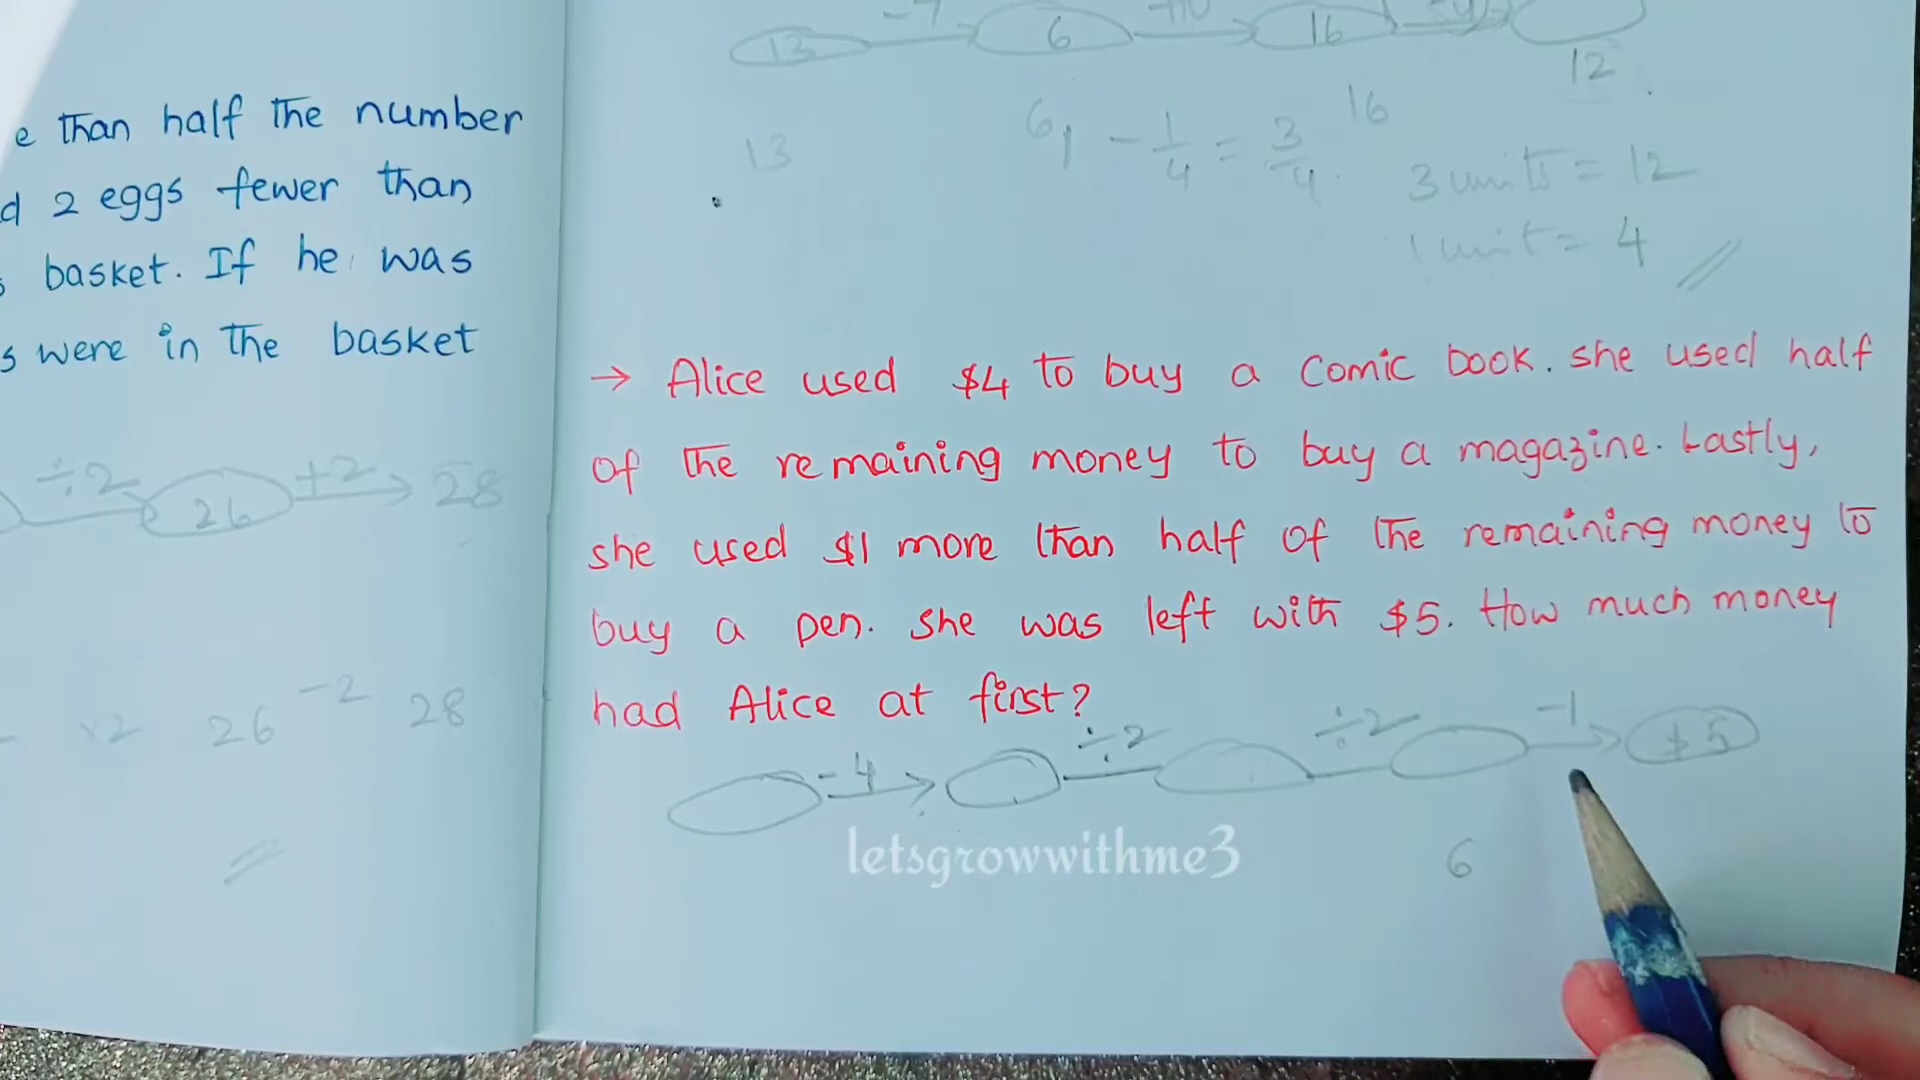 e than half the number
d 2 eggs fewer than
s basket. If he was
s were in the basket
÷2 26 +2 28
×2 26 -2 28
13 -7 6 +10 16
12
13 6 16
1 - 1/4 = 3/4
3 units = 12
1 unit = 4
→ Alice used $4 to buy a comic book. she used half
of the remaining money to buy a magazine. Lastly,
she used $1 more than half of the remaining money to
buy a pen. she was left with $5. How much money
had Alice at first?
-4 ÷2 ÷2 -1 $5
6
letsgrowwithme3